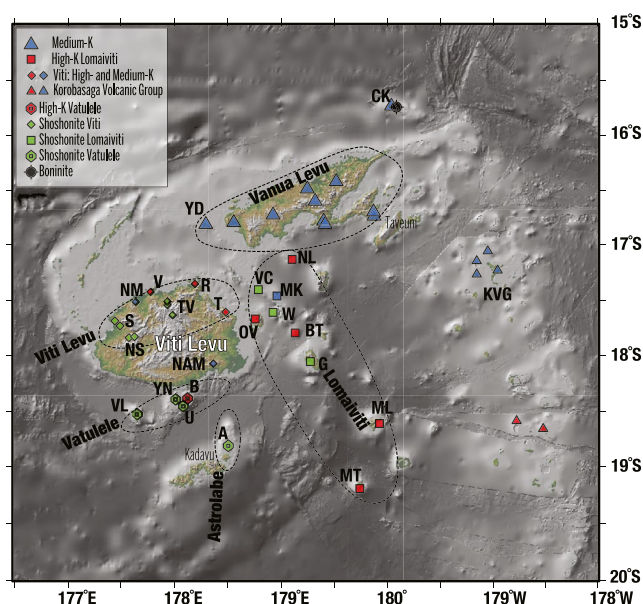 15°S
Medium-K
High-K Lomaiviti
Viti: High- and Medium-K
Korobasaga Volcanic Group
High-K Vatulele
Shoshonite Viti
Shoshonite Lomaiviti
Shoshonite Vatulele
Boninite
CK
16°S
Vanua Levu
YD
Taveuni
17°S
NL
VC
MK
KVG
NM
V
R
TV
T
W
S
OV
BT
Viti Levu
Viti Levu
NS
18°S
NAM
G
Lomaiviti
YN
B
VL
U
ML
Vatulele
A
Kadavu
19°S
MT
Astrolabe
20°S
177°E
178°E
179°E
180°
179°W
178°W